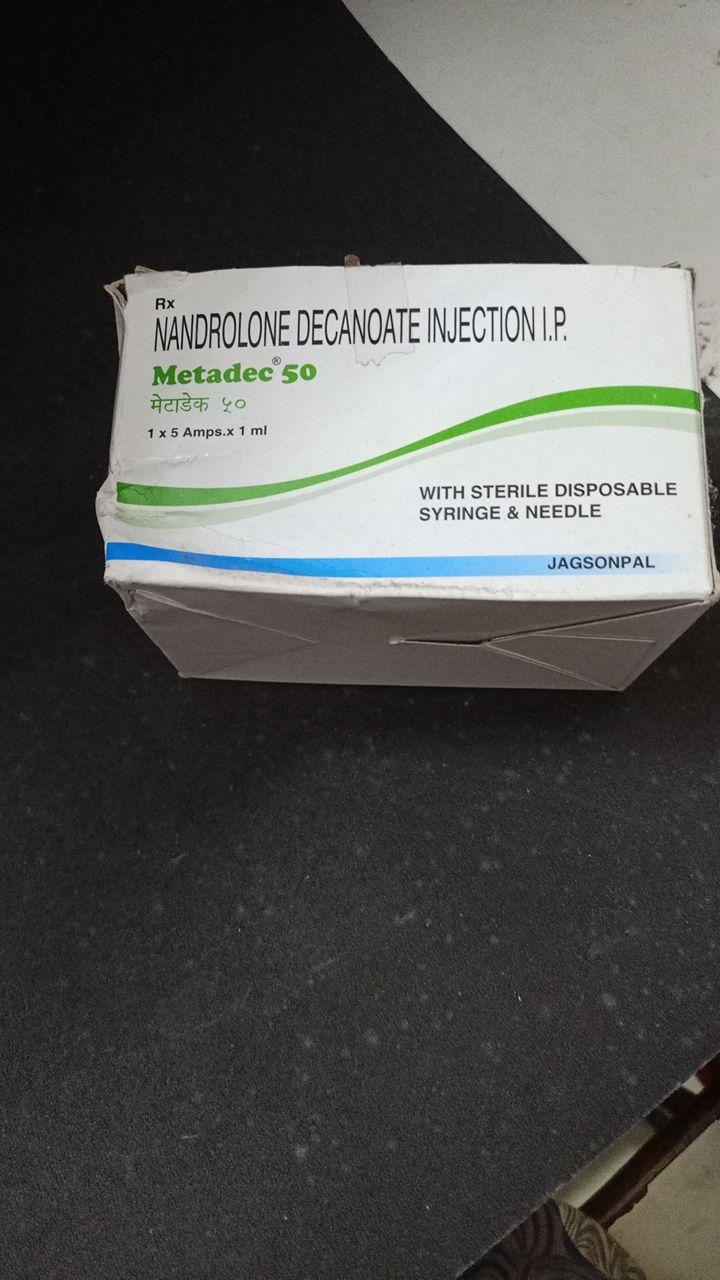 Rx
NANDROLONE DECANOATE INJECTION I.P.
Metadec® 50
मेटाडेक ५०
1 x 5 Amps.x 1 ml
WITH STERILE DISPOSABLE
SYRINGE & NEEDLE
JAGSONPAL